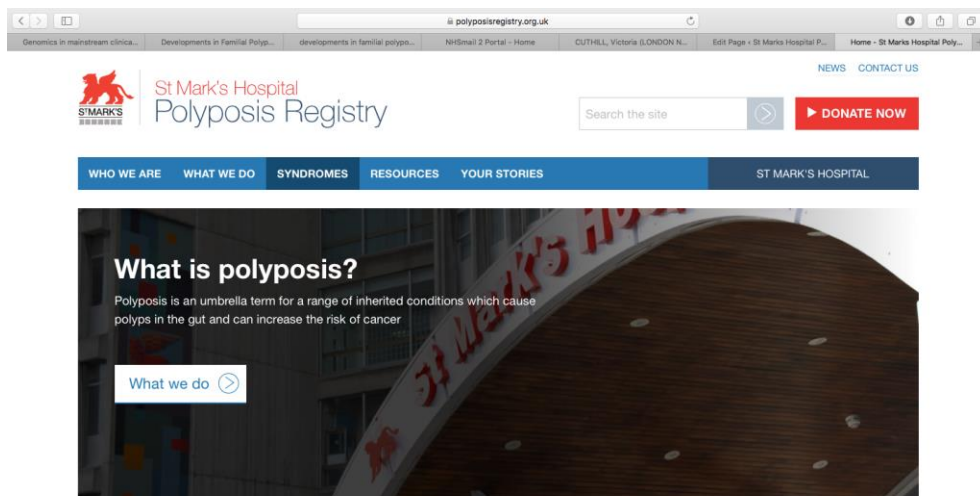 polyposisregistry.org.uk
Genomics in mainstream clinica...
Developments in Familial Polyp...
developments in familial polypo...
NHSmail 2 Portal - Home
CUTHILL, Victoria (LONDON N...
Edit Page ‹ St Marks Hospital P...
Home - St Marks Hospital Poly...
NEWS CONTACT US
ST MARK'S
St Mark's Hospital
Polyposis Registry
Search the site
DONATE NOW
WHO WE ARE WHAT WE DO SYNDROMES RESOURCES YOUR STORIES ST MARK'S HOSPITAL
St Mark's Ho
What is polyposis?
Polyposis is an umbrella term for a range of inherited conditions which cause
polyps in the gut and can increase the risk of cancer
What we do